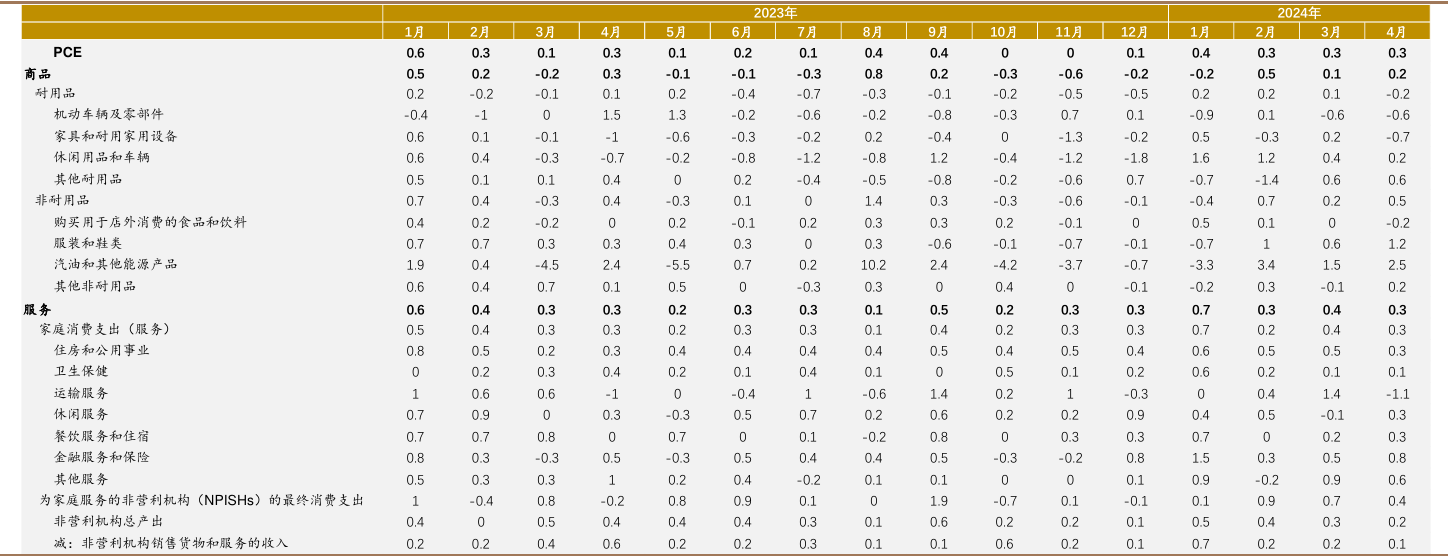 2023年 2024年
1月 2月 3月 4月 5月 6月 7月 8月 9月 10月 11月 12月 1月 2月 3月 4月
PCE 0.6 0.3 0.1 0.3 0.1 0.2 0.1 0.4 0.4 0 0 0.1 0.4 0.3 0.3 0.3
商品 0.5 0.2 -0.2 0.3 -0.1 -0.1 -0.3 0.8 0.2 -0.3 -0.6 -0.2 -0.2 0.5 0.1 0.2
耐用品 0.2 -0.2 -0.1 0.1 0.2 -0.4 -0.7 -0.3 -0.1 -0.2 -0.5 -0.5 0.2 0.2 0.1 -0.2
机动车辆及零部件 -0.4 -1 0 1.5 1.3 -0.2 -0.6 -0.2 -0.8 -0.3 0.7 0.1 -0.9 0.1 -0.6 -0.6
家具和耐用家用设备 0.6 0.1 -0.1 -1 -0.6 -0.3 -0.2 0.2 -0.4 0 -1.3 -0.2 0.5 -0.3 0.2 -0.7
休闲用品和车辆 0.6 0.4 -0.3 -0.7 -0.2 -0.8 -1.2 -0.8 1.2 -0.4 -1.2 -1.8 1.6 1.2 0.4 0.2
其他耐用品 0.5 0.1 0.1 0.4 0 0.2 -0.4 -0.5 -0.8 -0.2 -0.6 0.7 -0.7 -1.4 0.6 0.6
非耐用品 0.7 0.4 -0.3 0.4 -0.3 0.1 0 1.4 0.3 -0.3 -0.6 -0.1 -0.4 0.7 0.2 0.5
购买用于店外消费的食品和饮料 0.4 0.2 -0.2 0 0.2 -0.1 0.2 0.3 0.3 0.2 -0.1 0 0.5 0.1 0 -0.2
服装和鞋类 0.7 0.7 0.3 0.3 0.4 0.3 0 0.3 -0.6 -0.1 -0.7 -0.1 -0.7 1 0.6 1.2
汽油和其他能源产品 1.9 0.4 -4.5 2.4 -5.5 0.7 0.2 10.2 2.4 -4.2 -3.7 -0.7 -3.3 3.4 1.5 2.5
其他非耐用品 0.6 0.4 0.7 0.1 0.5 0 -0.3 0.3 0 0.4 0 -0.1 -0.2 0.3 -0.1 0.2
服务 0.6 0.4 0.3 0.3 0.2 0.3 0.3 0.1 0.5 0.2 0.3 0.3 0.7 0.3 0.4 0.3
家庭消费支出（服务） 0.5 0.4 0.3 0.3 0.2 0.3 0.3 0.1 0.4 0.2 0.3 0.3 0.7 0.2 0.4 0.3
住房和公用事业 0.8 0.5 0.2 0.3 0.4 0.4 0.4 0.4 0.5 0.4 0.5 0.4 0.6 0.5 0.5 0.3
卫生保健 0 0.2 0.3 0.4 0.2 0.1 0.4 0.1 0 0.5 0.1 0.2 0.6 0.2 0.1 0.1
运输服务 1 0.6 0.6 -1 0 -0.4 1 -0.6 1.4 0.2 1 -0.3 0 0.4 1.4 -1.1
休闲服务 0.7 0.9 0 0.3 -0.3 0.5 0.7 0.2 0.6 0.2 0.2 0.9 0.4 0.5 -0.1 0.3
餐饮服务和住宿 0.7 0.7 0.8 0 0.7 0 0.1 -0.2 0.8 0 0.3 0.3 0.7 0 0.2 0.3
金融服务和保险 0.8 0.3 -0.3 0.5 -0.3 0.5 0.4 0.4 0.5 -0.3 -0.2 0.8 1.5 0.3 0.5 0.8
其他服务 0.5 0.3 0.3 1 0.2 0.4 -0.2 0.1 0.1 0 0 0.1 0.9 -0.2 0.9 0.6
为家庭服务的非营利机构（NPISHs）的最终消费支出 1 -0.4 0.8 -0.2 0.8 0.9 0.1 0 1.9 -0.7 0.1 -0.1 0.1 0.9 0.7 0.4
非营利机构总产出 0.4 0 0.5 0.4 0.4 0.4 0.3 0.1 0.6 0.2 0.2 0.1 0.5 0.4 0.3 0.2
减：非营利机构销售货物和服务的收入 0.2 0.2 0.4 0.6 0.2 0.2 0.3 0.1 0.1 0.6 0.2 0.1 0.7 0.2 0.2 0.1